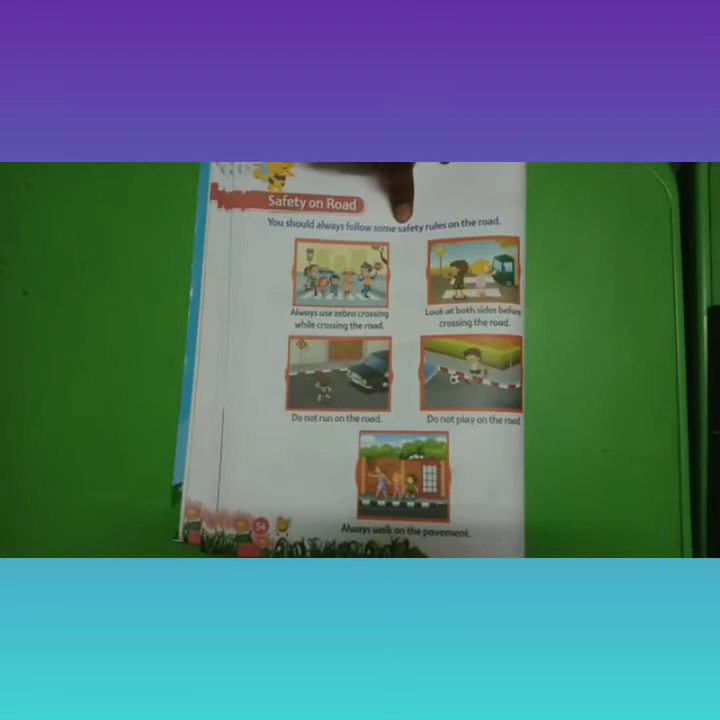 Safety on Road
You should always follow some safety rules on the road.
Always use zebra crossing
while crossing the road.
Look at both sides before
crossing the road.
Do not run on the road.
Do not play on the road
Always walk on the pavement.
54